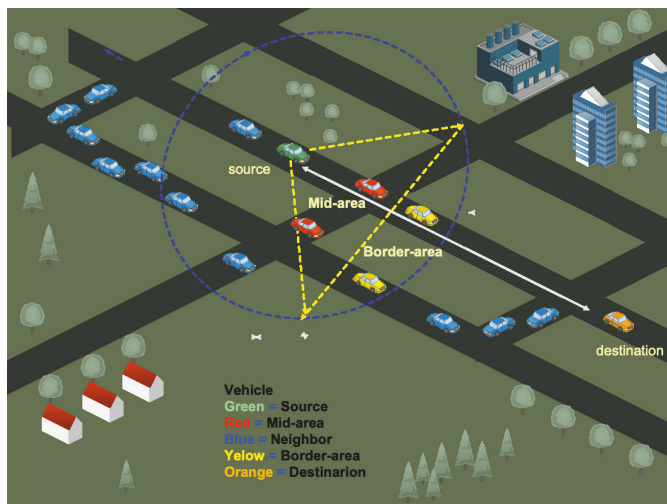 source
Mid-area
Border-area
destination
Vehicle
Green = Source
Red = Mid-area
Blue = Neighbor
Yellow = Border-area
Orange = Destinarion